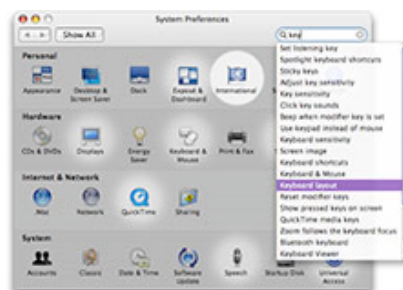 System Preferences
Show All
key
Personal
Appearance
Desktop &
Screen Saver
Dock
Exposé &
Dashboard
International
Hardware
CDs & DVDs
Displays
Energy
Saver
Keyboard &
Mouse
Print & Fax
Internet & Network
.Mac
Network
QuickTime
Sharing
System
Accounts
Classic
Date & Time
Software
Update
Speech
Startup Disk
Universal
Access
Set listening key
Spotlight keyboard shortcuts
Sticky keys
Adjust key sensitivity
Key sensitivity
Click key sounds
Beep when modifier key is set
Use keypad instead of mouse
Keyboard sensitivity
Screen image
Keyboard shortcuts
Keyboard & Mouse
Keyboard layout
Reset modifier keys
Show pressed keys on screen
QuickTime media keys
Zoom follows the keyboard focus
Bluetooth keyboard
Keyboard Viewer